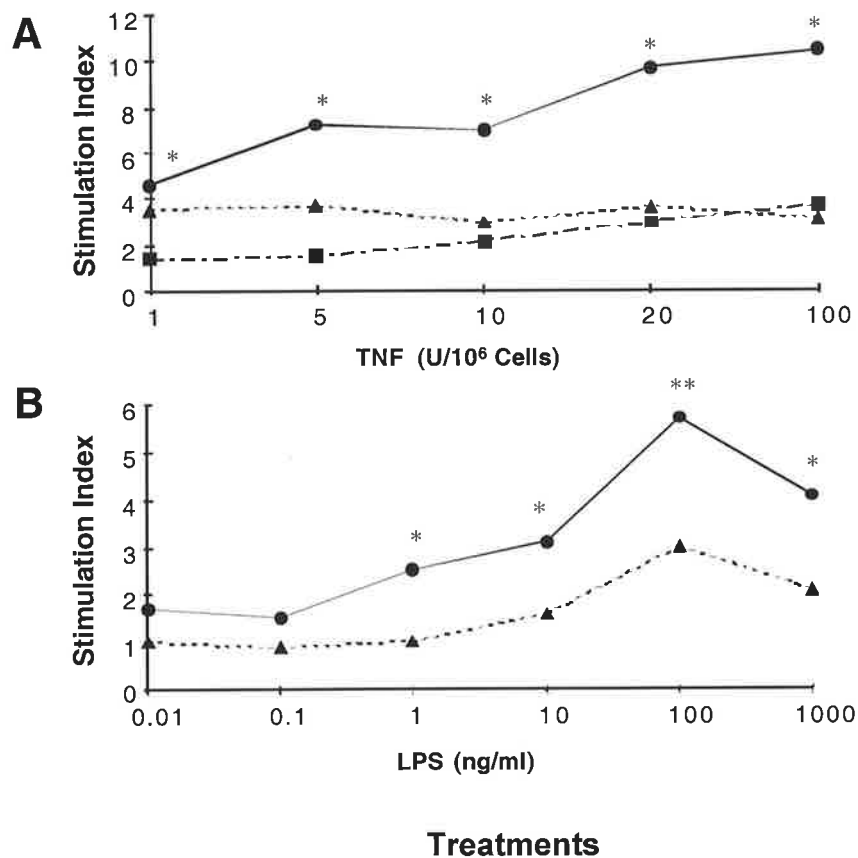 A
Stimulation Index
12
10
8
6
4
2
0
*
*
*
*
*
1 5 10 20 100
TNF (U/10⁶ Cells)
B
Stimulation Index
6
5
4
3
2
1
0
*
*
**
*
0.01 0.1 1 10 100 1000
LPS (ng/ml)
Treatments